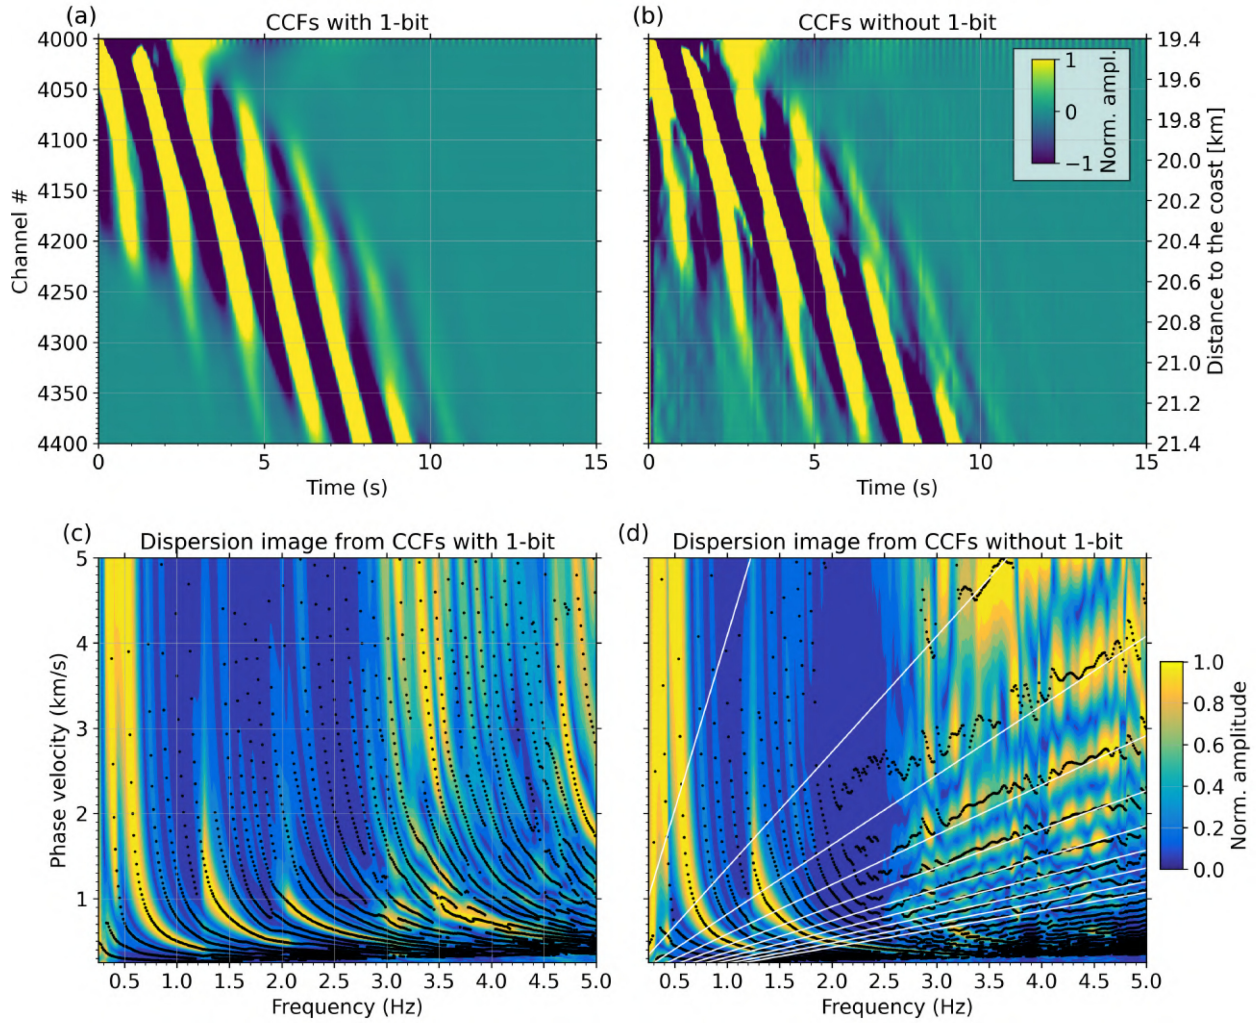 (a) CCFs with 1-bit
(b) CCFs without 1-bit
4000
4050
4100
4150
4200
4250
4300
4350
4400
Channel #
0 5 10 15
Time (s)
1
0
−1
Norm. ampl.
19.4
19.6
19.8
20.0
20.2
20.4
20.6
20.8
21.0
21.2
21.4
Distance to the coast [km]
0 5 10 15
Time (s)
(c) Dispersion image from CCFs with 1-bit
(d) Dispersion image from CCFs without 1-bit
5
4
3
2
1
Phase velocity (km/s)
0.5 1.0 1.5 2.0 2.5 3.0 3.5 4.0 4.5 5.0
Frequency (Hz)
0.5 1.0 1.5 2.0 2.5 3.0 3.5 4.0 4.5 5.0
Frequency (Hz)
1.0
0.8
0.6
0.4
0.2
0.0
Norm. amplitude